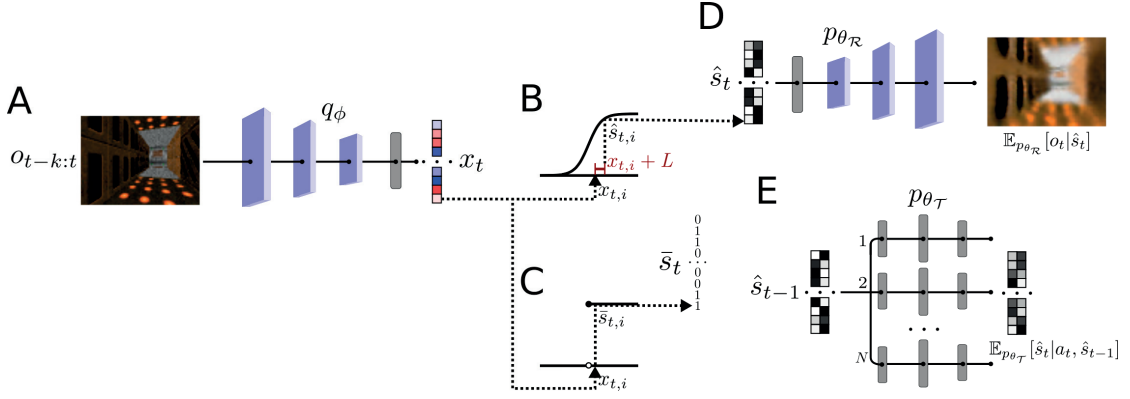 A
$o_{t-k:t}$
$q_\phi$
$x_t$
B
$\hat{s}_{t,i}$
$x_{t,i} + L$
$x_{t,i}$
C
$\bar{s}_t$
0
1
1
0
...
0
0
1
1
$\bar{s}_{t,i}$
$x_{t,i}$
D
$\hat{s}_t$
$p_{\theta_{\mathcal{R}}}$
$\mathbb{E}_{p_{\theta_{\mathcal{R}}}}[o_t|\hat{s}_t]$
E
$p_{\theta_{\mathcal{T}}}$
$\hat{s}_{t-1}$
1
2
...
N
$\mathbb{E}_{p_{\theta_{\mathcal{T}}}}[\hat{s}_t|a_t, \hat{s}_{t-1}]$